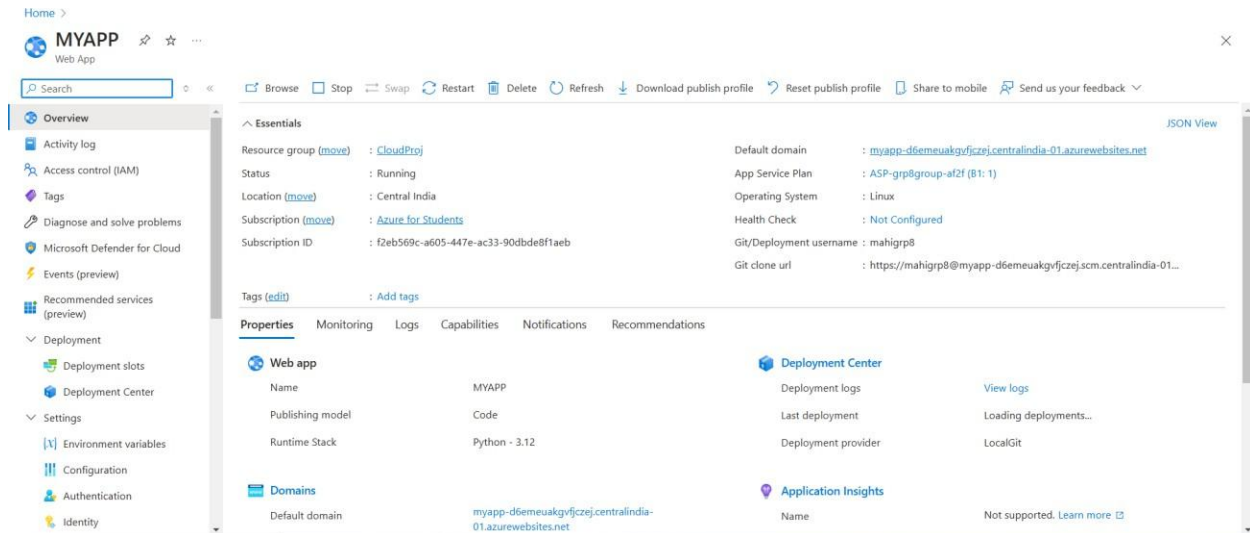 Home >
MYAPP
Web App
Search
Browse Stop Swap Restart Delete Refresh Download publish profile Reset publish profile Share to mobile Send us your feedback
Overview
Activity log
Access control (IAM)
Tags
Diagnose and solve problems
Microsoft Defender for Cloud
Events (preview)
Recommended services
(preview)
Deployment
Deployment slots
Deployment Center
Settings
Environment variables
Configuration
Authentication
Identity
Essentials JSON View
Resource group (move) : CloudProj
Status : Running
Location (move) : Central India
Subscription (move) : Azure for Students
Subscription ID : f2eb569c-a605-447e-ac33-90dbde8f1aeb
Default domain : myapp-d6emeuakgvfjczej.centralindia-01.azurewebsites.net
App Service Plan : ASP-grp8group-af2f (B1: 1)
Operating System : Linux
Health Check : Not Configured
Git/Deployment username : mahigrp8
Git clone url : https://mahigrp8@myapp-d6emeuakgvfjczej.scm.centralindia-01...
Tags (edit) : Add tags
Properties Monitoring Logs Capabilities Notifications Recommendations
Web app
Name MYAPP
Publishing model Code
Runtime Stack Python - 3.12
Deployment Center
Deployment logs View logs
Last deployment Loading deployments...
Deployment provider LocalGit
Domains
Default domain myapp-d6emeuakgvfjczej.centralindia-
01.azurewebsites.net
Application Insights
Name Not supported. Learn more